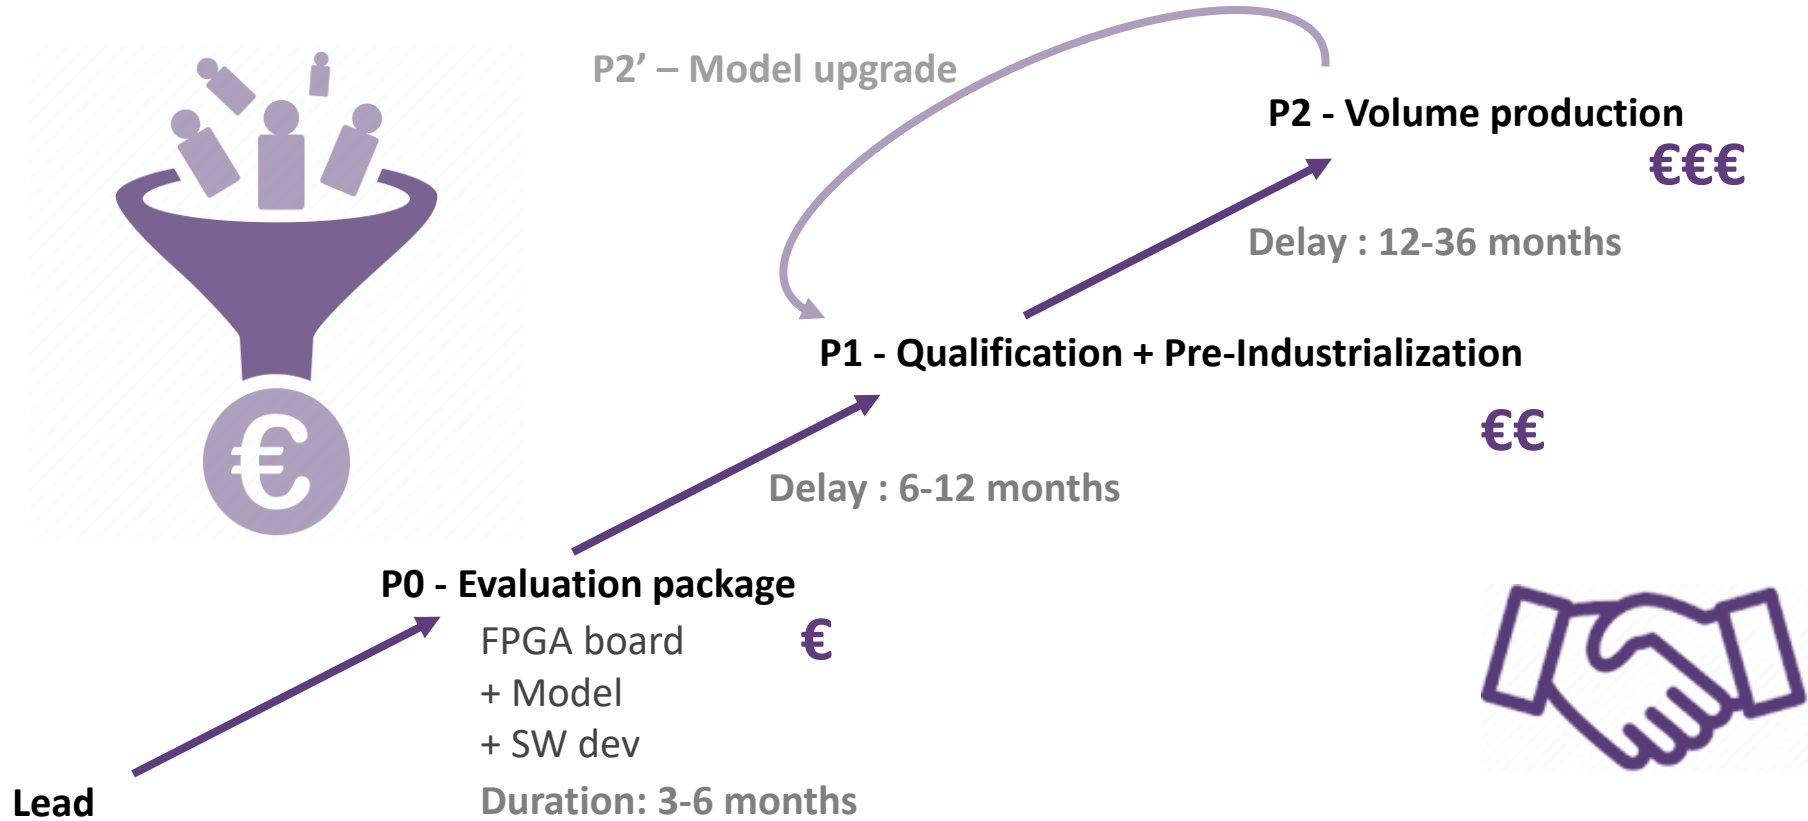 P2’ – Model upgrade
P2 - Volume production
€€€
Delay : 12-36 months
P1 - Qualification + Pre-Industrialization
€€
€
Delay : 6-12 months
P0 - Evaluation package
FPGA board
€
+ Model
+ SW dev
Duration: 3-6 months
Lead